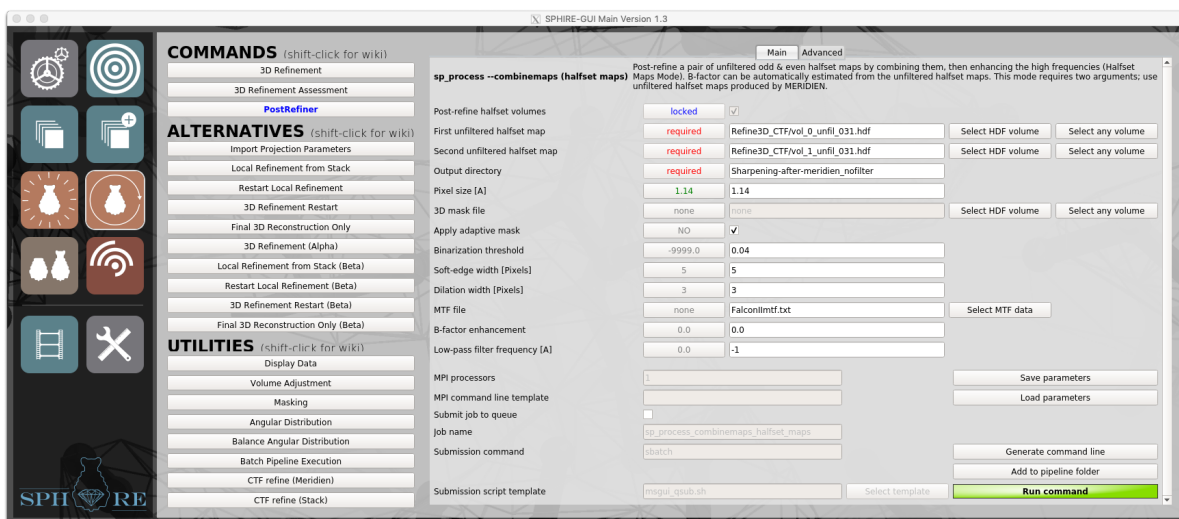 SPHIRE-GUI Main Version 1.3
COMMANDS (shift-click for wiki)
3D Refinement
3D Refinement Assessment
PostRefiner
ALTERNATIVES (shift-click for wiki)
Import Projection Parameters
Local Refinement from Stack
Restart Local Refinement
3D Refinement Restart
Final 3D Reconstruction Only
3D Refinement (Alpha)
Local Refinement from Stack (Beta)
Restart Local Refinement (Beta)
3D Refinement Restart (Beta)
Final 3D Reconstruction Only (Beta)
UTILITIES (shift-click for wiki)
Display Data
Volume Adjustment
Masking
Angular Distribution
Balance Angular Distribution
Batch Pipeline Execution
CTF refine (Meridien)
CTF refine (Stack)
SPHIRE
Main Advanced
sp_process --combinemaps (halfset maps)
Post-refine a pair of unfiltered odd & even halfset maps by combining them, then enhancing the high frequencies (Halfset
Maps Mode). B-factor can be automatically estimated from the unfiltered halfset maps. This mode requires two arguments; use
unfiltered halfset maps produced by MERIDIEN.
Post-refine halfset volumes locked
First unfiltered halfset map required Refine3D_CTF/vol_0_unfil_031.hdf Select HDF volume Select any volume
Second unfiltered halfset map required Refine3D_CTF/vol_1_unfil_031.hdf Select HDF volume Select any volume
Output directory required Sharpening-after-meridien_nofilter
Pixel size [A] 1.14 1.14
3D mask file none none Select HDF volume Select any volume
Apply adaptive mask NO
Binarization threshold -9999.0 0.04
Soft-edge width [Pixels] 5 5
Dilation width [Pixels] 3 3
MTF file none FalconIImtf.txt Select MTF data
B-factor enhancement 0.0 0.0
Low-pass filter frequency [A] 0.0 -1
MPI processors 1 Save parameters
MPI command line template Load parameters
Submit job to queue
Job name sp_process_combinemaps_halfset_maps
Submission command sbatch Generate command line
Add to pipeline folder
Submission script template msgui_qsub.sh Select template Run command